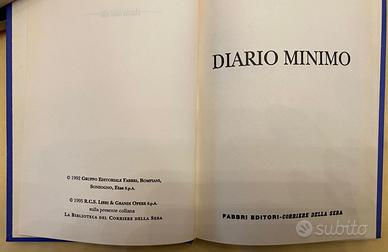 DIARIO MINIMO
© 1992 GRUPPO EDITORIALE FABBRI, BOMPIANI,
SONZOGNO, ETAS S.p.A.
© 1995 R.C.S. LIBRI & GRANDI OPERE S.p.A.
sulla presente collana
LA BIBLIOTECA DEL CORRIERE DELLA SERA
FABBRI EDITORI-CORRIERE DELLA SERA
subito